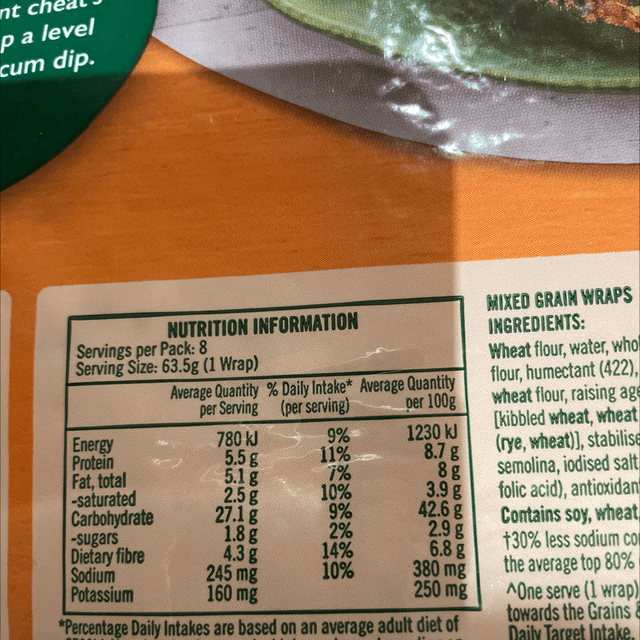 nt cheat's
p a level
cum dip.
NUTRITION INFORMATION
Servings per Pack: 8
Serving Size: 63.5g (1 Wrap)
Average Quantity % Daily Intake* Average Quantity
per Serving (per serving) per 100g
Energy 780 kJ 9% 1230 kJ
Protein 5.5 g 11% 8.7 g
Fat, total 5.1 g 7% 8 g
-saturated 2.5 g 10% 3.9 g
Carbohydrate 27.1 g 9% 42.6 g
-sugars 1.8 g 2% 2.9 g
Dietary fibre 4.3 g 14% 6.8 g
Sodium 245 mg 10% 380 mg
Potassium 160 mg 250 mg
*Percentage Daily Intakes are based on an average adult diet of
MIXED GRAIN WRAPS
INGREDIENTS:
Wheat flour, water, whol
flour, humectant (422),
wheat flour, raising age
[kibbled wheat, wheat
(rye, wheat)], stabilise
semolina, iodised salt
folic acid), antioxidan
Contains soy, wheat
†30% less sodium co
the average top 80%
^One serve (1 wrap)
towards the Grains &
Daily Target Intake.